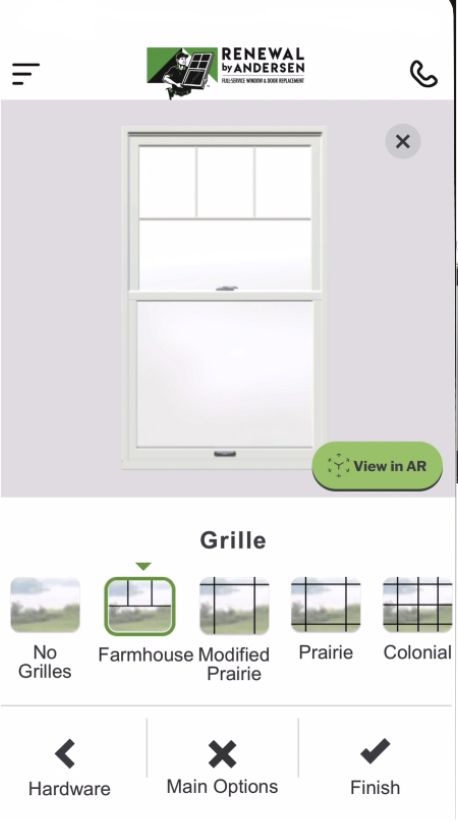 RENEWAL
by ANDERSEN
FULL-SERVICE WINDOW & DOOR REPLACEMENT
View in AR
Grille
No
Grilles
Farmhouse
Modified
Prairie
Prairie
Colonial
Hardware
Main Options
Finish